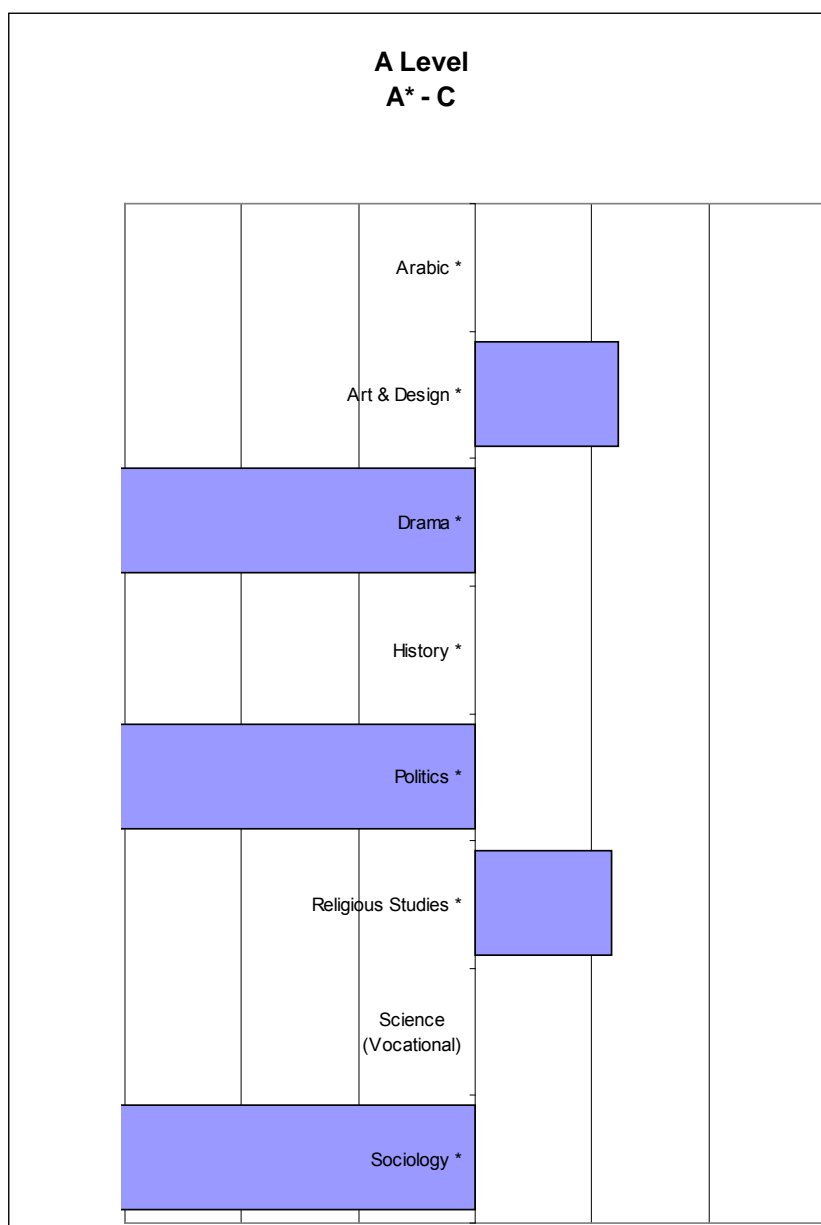 A Level
A* - C
Arabic *
Art & Design *
Drama *
History *
Politics *
Religious Studies *
Science
(Vocational)
Sociology *